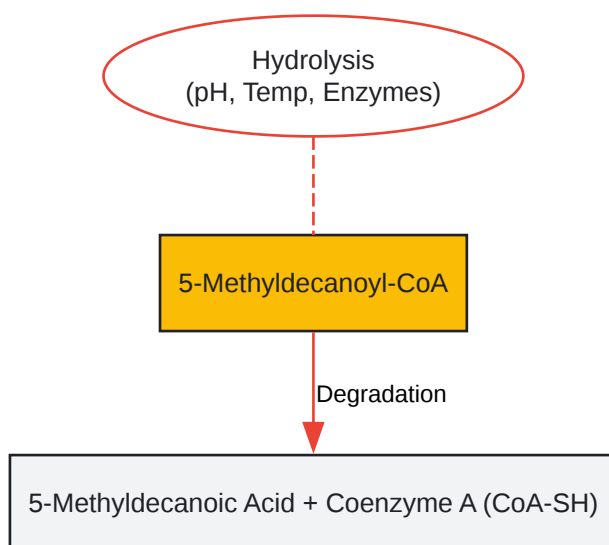 Hydrolysis
(pH, Temp, Enzymes)
5-Methyldecanoyl-CoA
Degradation
5-Methyldecanoic Acid + Coenzyme A (CoA-SH)